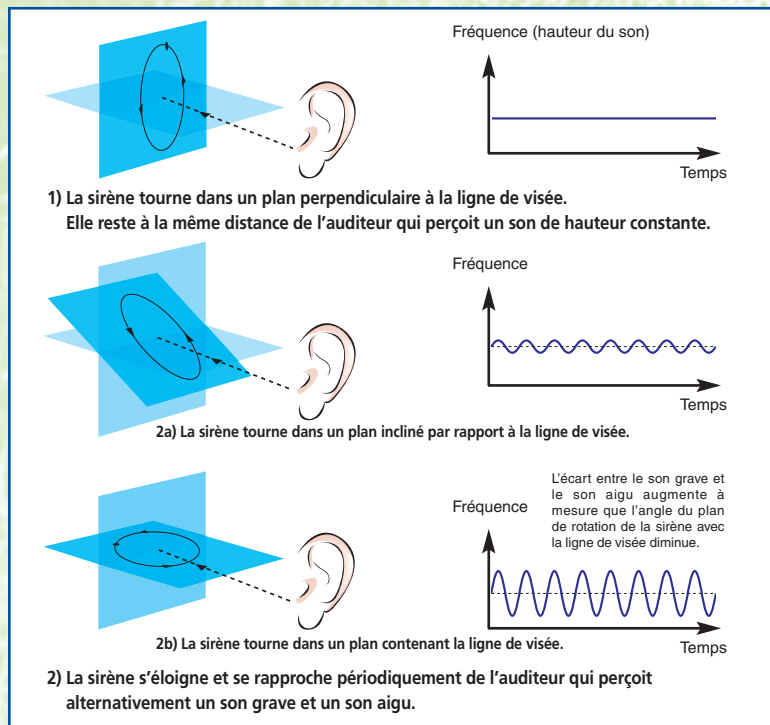 Fréquence (hauteur du son)
Temps
1) La sirène tourne dans un plan perpendiculaire à la ligne de visée.
Elle reste à la même distance de l’auditeur qui perçoit un son de hauteur constante.
Fréquence
Temps
2a) La sirène tourne dans un plan incliné par rapport à la ligne de visée.
L’écart entre le son grave et
le son aigu augmente à
mesure que l’angle du plan
de rotation de la sirène avec
la ligne de visée diminue.
Fréquence
Temps
2b) La sirène tourne dans un plan contenant la ligne de visée.
2) La sirène s’éloigne et se rapproche périodiquement de l’auditeur qui perçoit
alternativement un son grave et un son aigu.